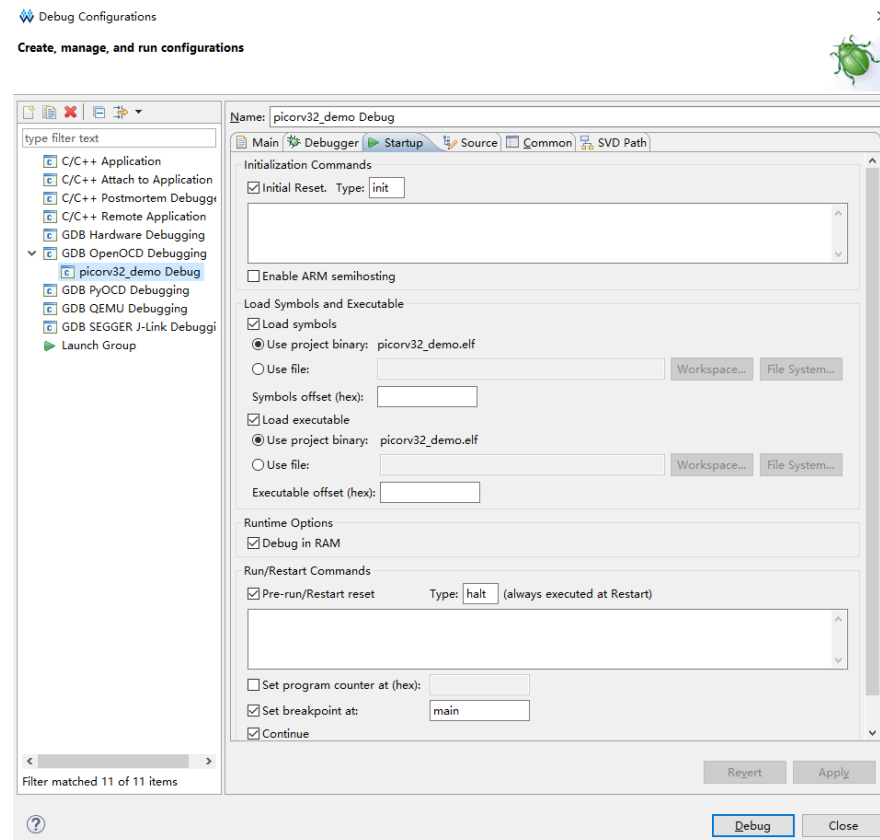 Debug Configurations
Create, manage, and run configurations
Name: picorv32_demo Debug
type filter text
C/C++ Application
C/C++ Attach to Application
C/C++ Postmortem Debugge
C/C++ Remote Application
GDB Hardware Debugging
GDB OpenOCD Debugging
picorv32_demo Debug
GDB PyOCD Debugging
GDB QEMU Debugging
GDB SEGGER J-Link Debuggi
Launch Group
Filter matched 11 of 11 items
Main Debugger Startup Source Common SVD Path
Initialization Commands
Initial Reset. Type: init
Enable ARM semihosting
Load Symbols and Executable
Load symbols
Use project binary: picorv32_demo.elf
Use file: Workspace... File System...
Symbols offset (hex):
Load executable
Use project binary: picorv32_demo.elf
Use file: Workspace... File System...
Executable offset (hex):
Runtime Options
Debug in RAM
Run/Restart Commands
Pre-run/Restart reset Type: halt (always executed at Restart)
Set program counter at (hex):
Set breakpoint at: main
Continue
Revert Apply
Debug Close